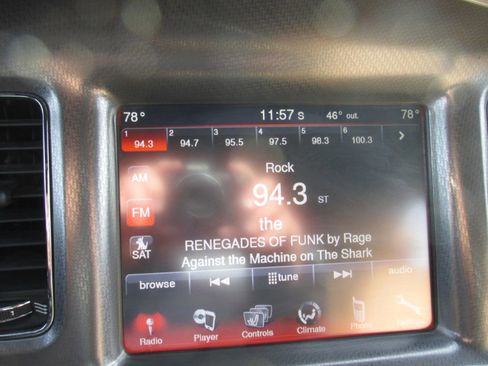 78° 11:57 S 46° out. 78°
1 2 3 4 5 6
94.3 94.7 95.5 97.5 98.3 100.3 >
Rock
AM
94.3 ST
FM
the
RENEGADES OF FUNK by Rage
SAT Against the Machine on The Shark
browse tune audio
Radio Player Controls Climate Phone